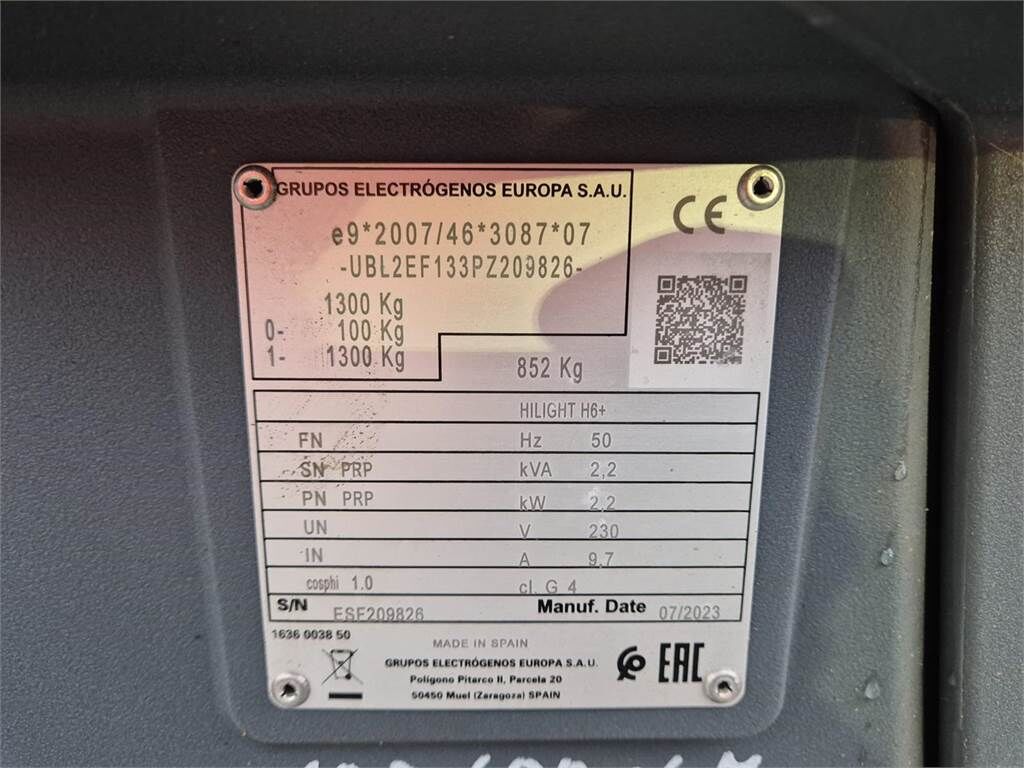 GRUPOS ELECTRÓGENOS EUROPA S.A.U.
CE
e9*2007/46*3087*07
-UBL2EF133PZ209826-
1300 Kg
0- 100 Kg
1- 1300 Kg
852 Kg
HILIGHT H6+
FN Hz 50
SN PRP kVA 2,2
PN PRP kW 2,2
UN V 230
IN A 9,7
cosphi 1.0 cl. G 4
S/N ESF209826 Manuf. Date 07/2023
1636 0038 50
MADE IN SPAIN
GRUPOS ELECTRÓGENOS EUROPA S.A.U.
Polígono Pitarco II, Parcela 20
50450 Muel (Zaragoza) SPAIN
EAC